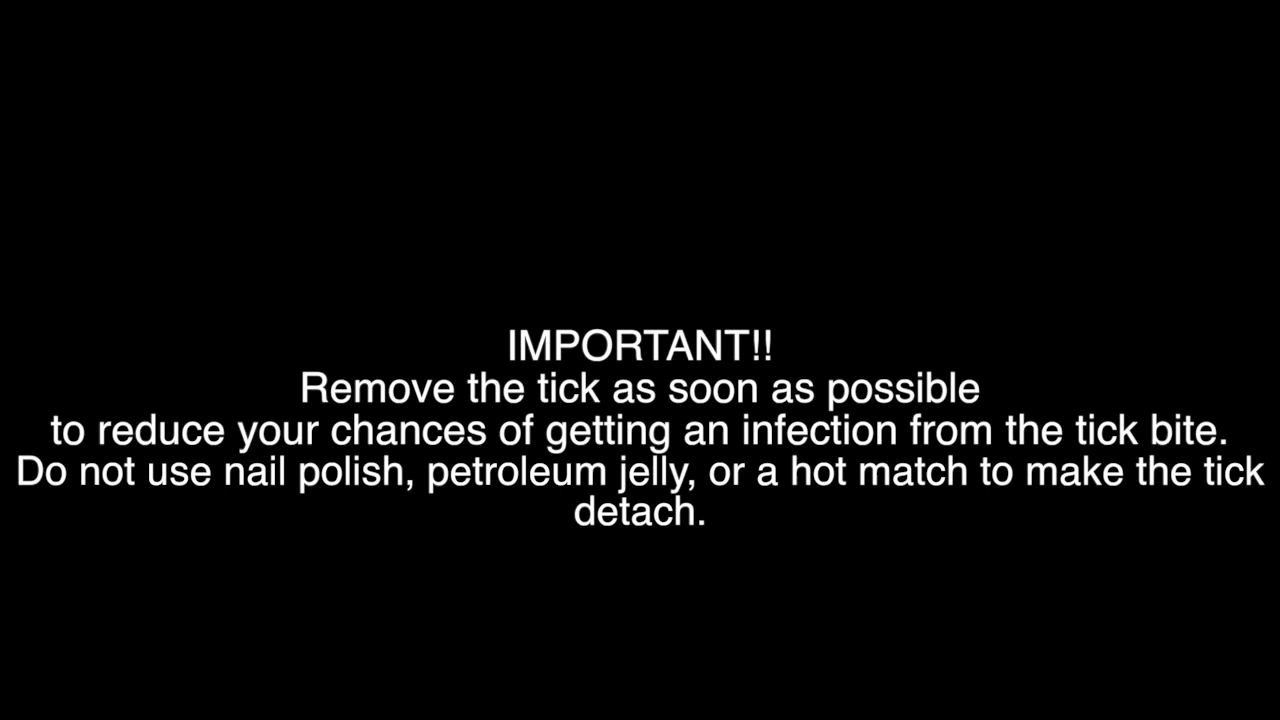 IMPORTANT!!
Remove the tick as soon as possible
to reduce your chances of getting an infection from the tick bite.
Do not use nail polish, petroleum jelly, or a hot match to make the tick
detach.